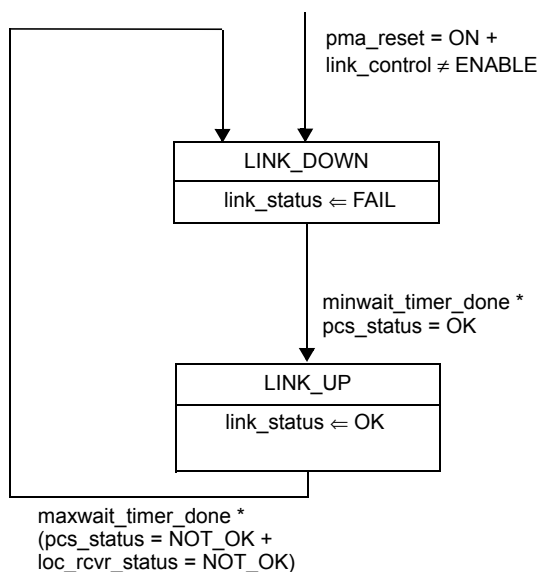 pma_reset = ON +
link_control ≠ ENABLE
LINK_DOWN
link_status ⇐ FAIL
minwait_timer_done *
pcs_status = OK
LINK_UP
link_status ⇐ OK
maxwait_timer_done *
(pcs_status = NOT_OK +
loc_rcvr_status = NOT_OK)